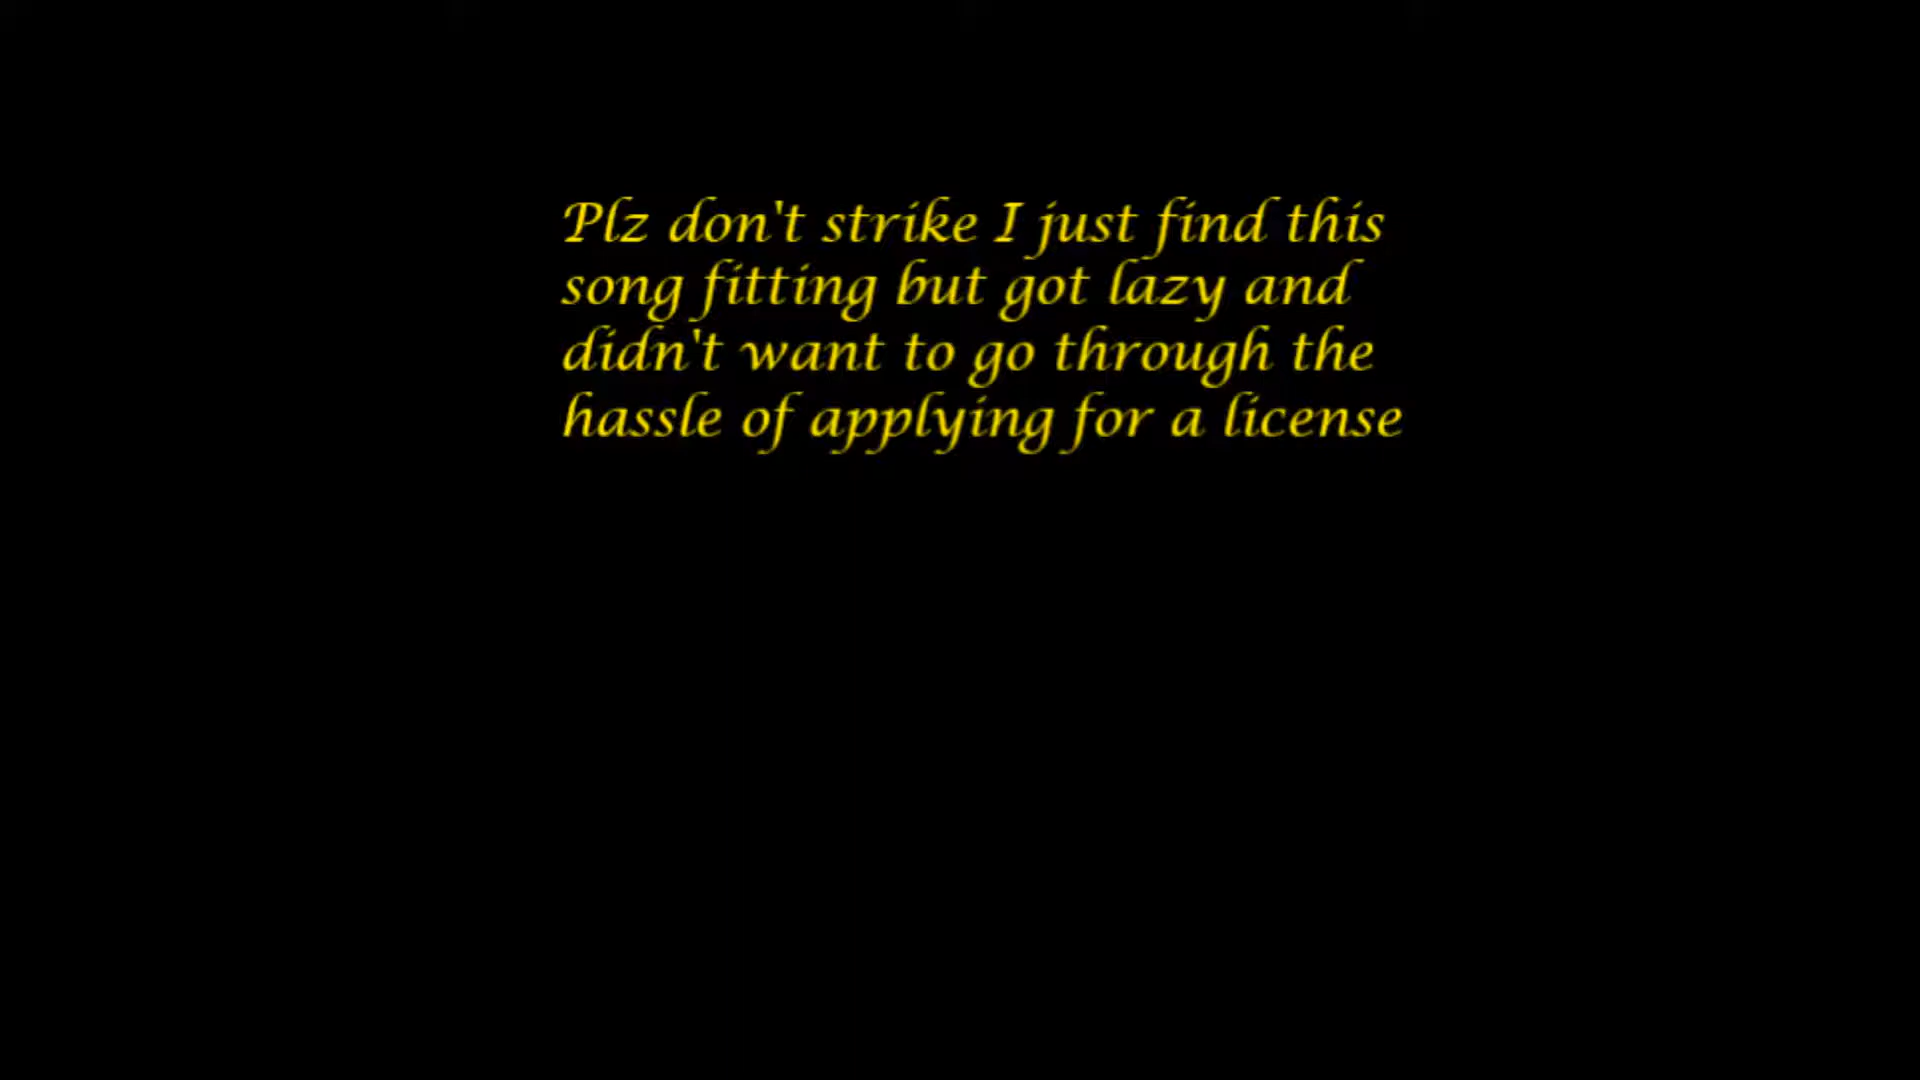 Plz don't strike I just find this
song fitting but got lazy and
didn't want to go through the
hassle of applying for a license